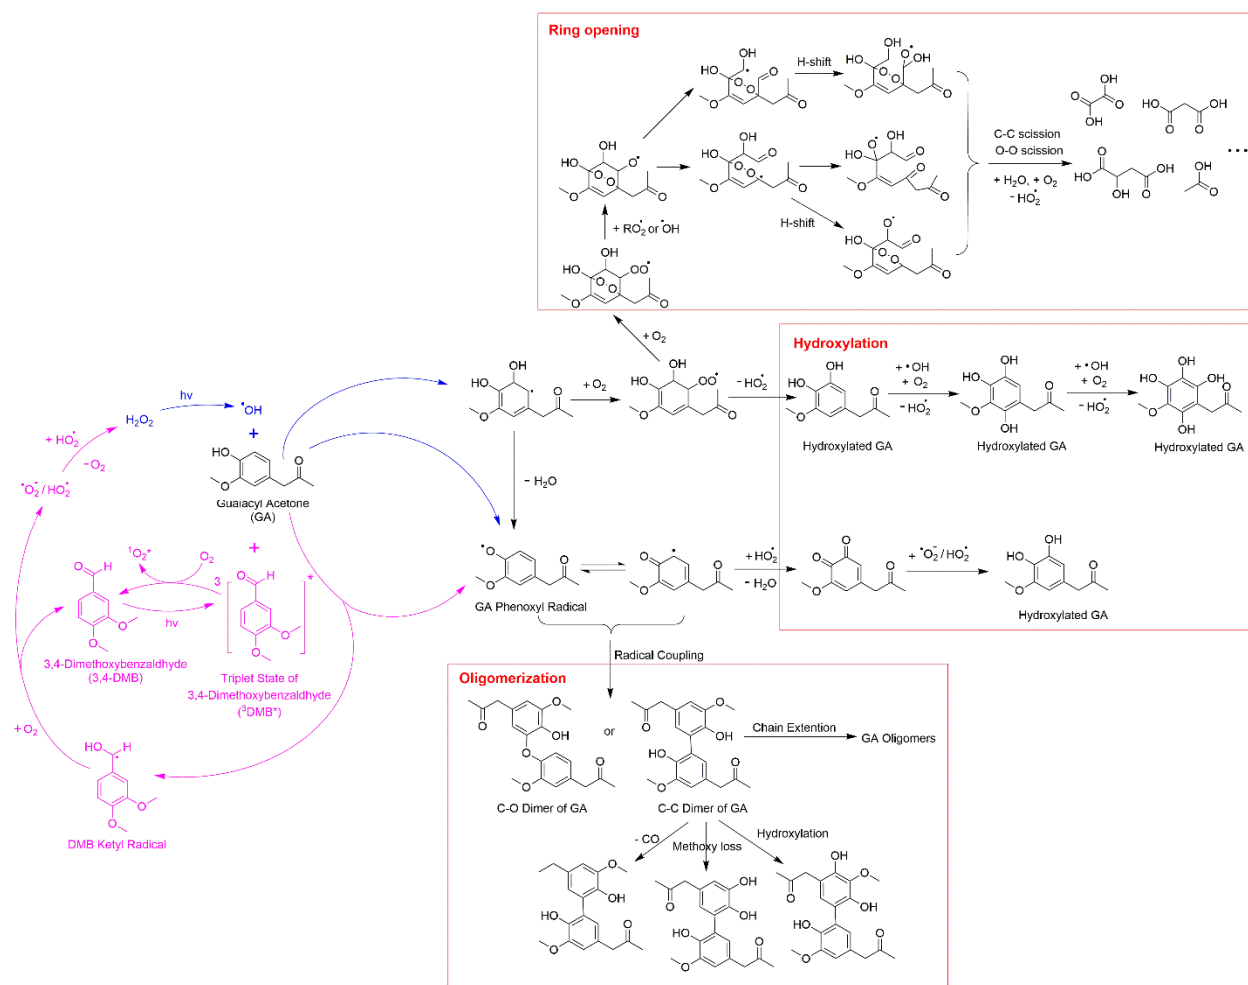 Ring opening
H-shift
H-shift
C-C scission
O-O scission
+ H₂O, + O₂
− HO₂•
...
+ RO₂• or •OH
+ O₂
Hydroxylation
+ •OH
+ O₂
− HO₂•
+ •OH
+ O₂
− HO₂•
+ O₂
− HO₂•
Hydroxylated GA
Hydroxylated GA
Hydroxylated GA
hv
H₂O₂
•OH
+
+ HO₂•
− O₂
•O₂⁻ / HO₂•
Guaiacyl Acetone
(GA)
− H₂O
+
¹O₂*
O₂
3
*
hv
3,4-Dimethoxybenzaldhyde
(3,4-DMB)
Triplet State of
3,4-Dimethoxybenzaldhyde
(³DMB*)
+ O₂
DMB Ketyl Radical
GA Phenoxyl Radical
+ HO₂•
− H₂O
+ •O₂⁻ / HO₂•
Hydroxylated GA
Radical Coupling
Oligomerization
or
Chain Extention
GA Oligomers
C-O Dimer of GA
C-C Dimer of GA
- CO
Methoxy loss
Hydroxylation